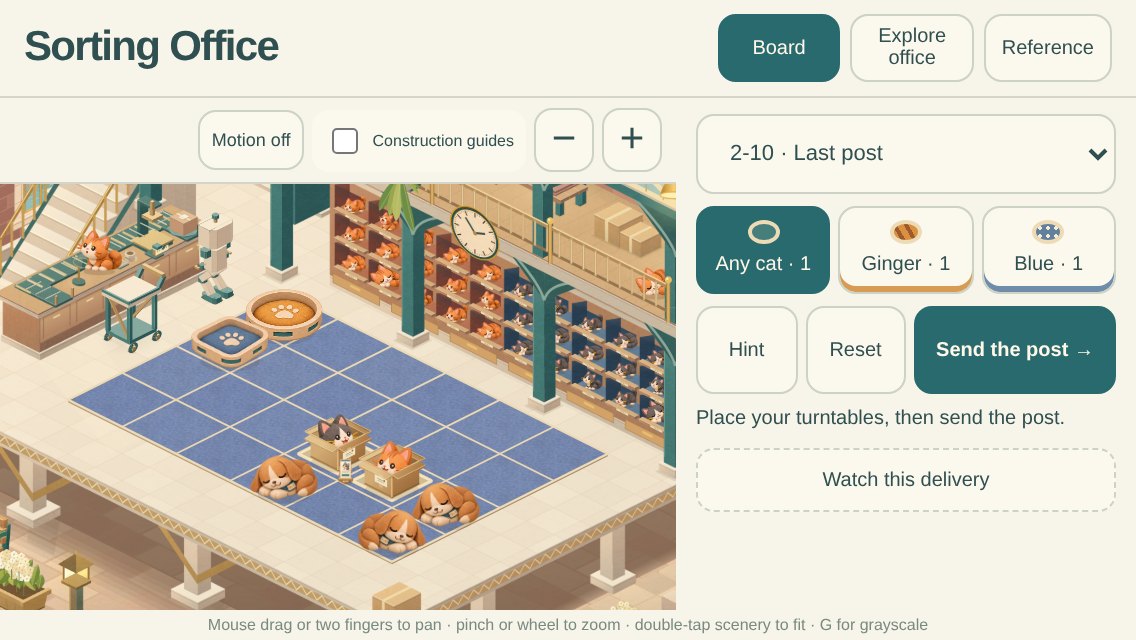 Sorting Office
Board
Explore
office
Reference
Motion off
Construction guides
−
+
2-10 · Last post
Any cat · 1
Ginger · 1
Blue · 1
Hint
Reset
Send the post →
Place your turntables, then send the post.
Watch this delivery
Mouse drag or two fingers to pan · pinch or wheel to zoom · double-tap scenery to fit · G for grayscale